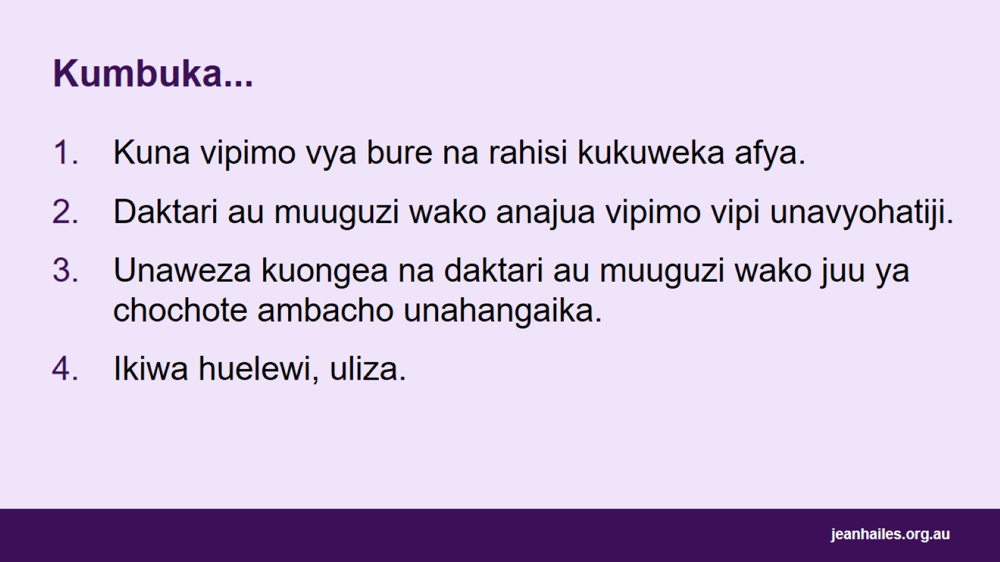 Kumbuka...
1. Kuna vipimo vya bure na rahisi kukuweka afya.
2. Daktari au muuguzi wako anajua vipimo vipi unavyohatiji.
3. Unaweza kuongea na daktari au muuguzi wako juu ya
chochote ambacho unahangaika.
4. Ikiwa huelewi, uliza.
jeanhailes.org.au